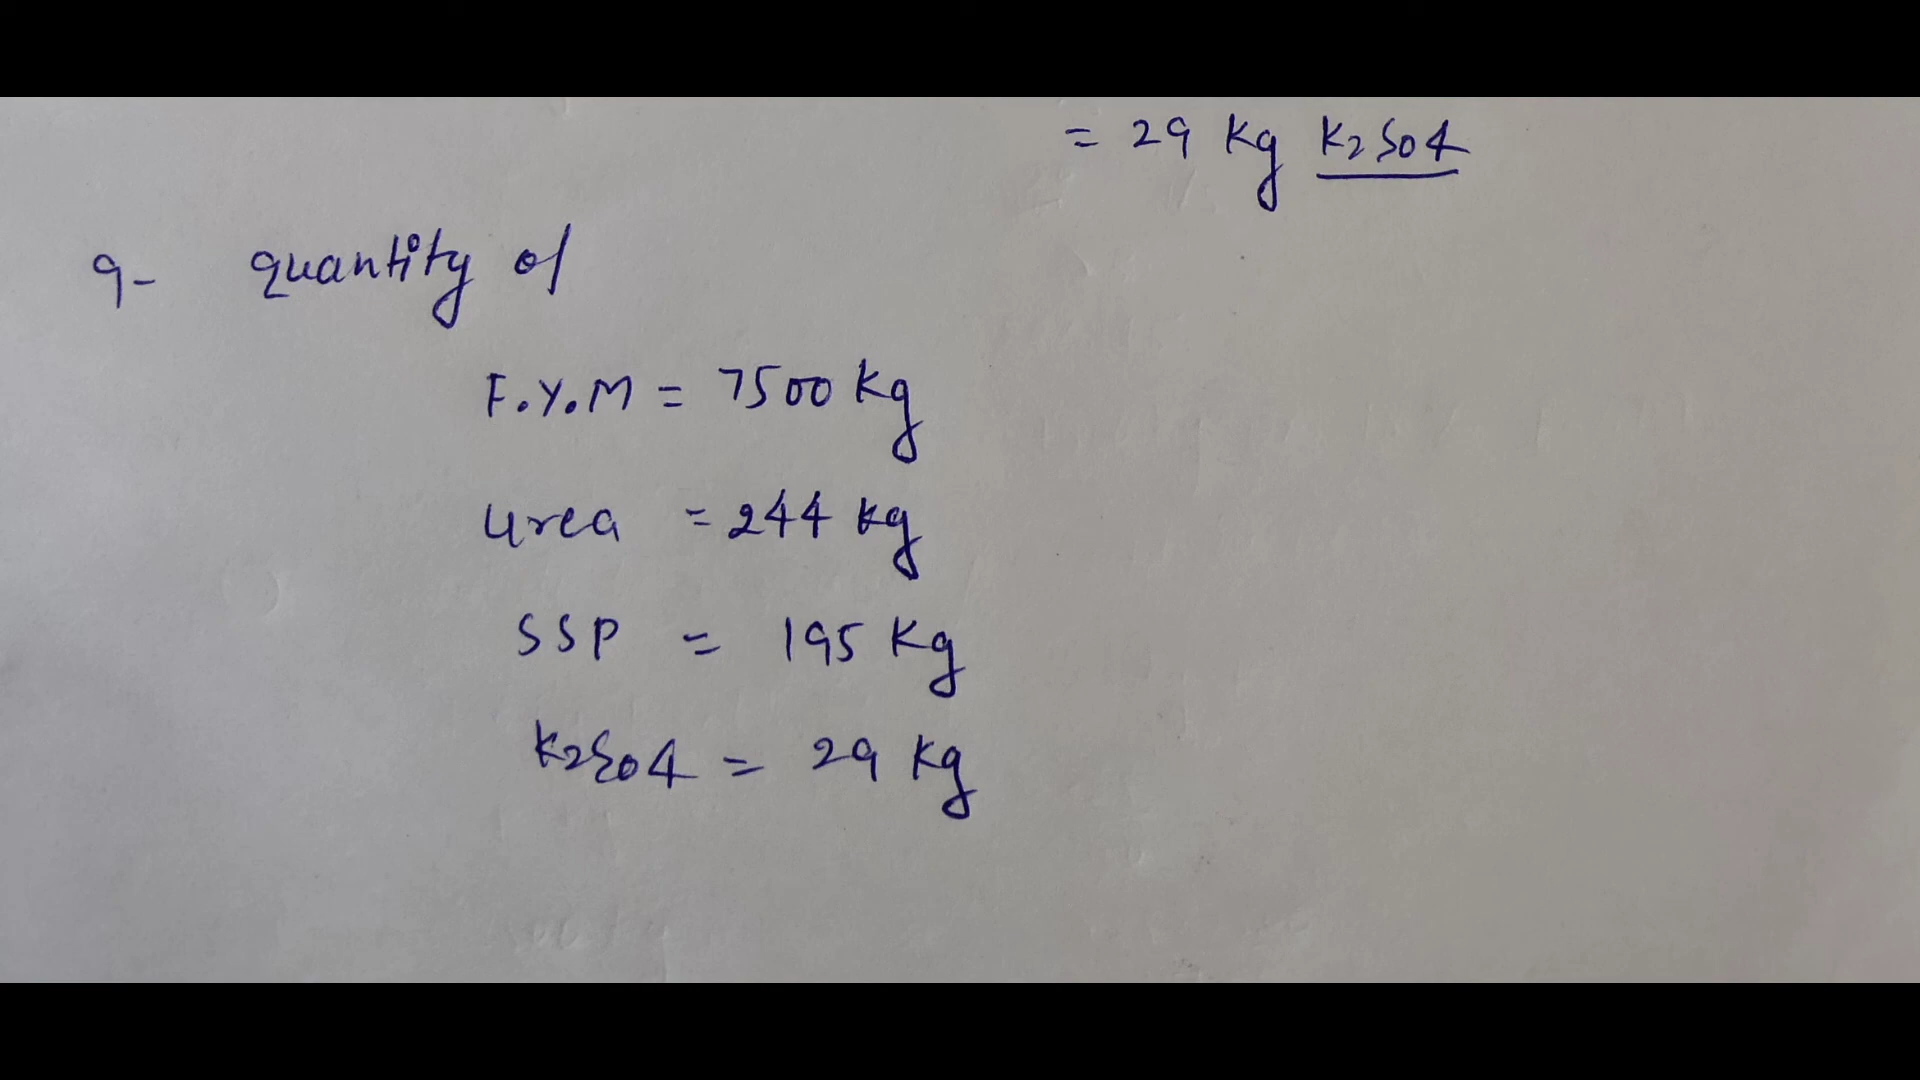 = 29 Kg K2SO4
9- quantity of
F.Y.M = 7500 Kg
Urea = 244 kg
SSP = 195 Kg
K2SO4 = 29 Kg